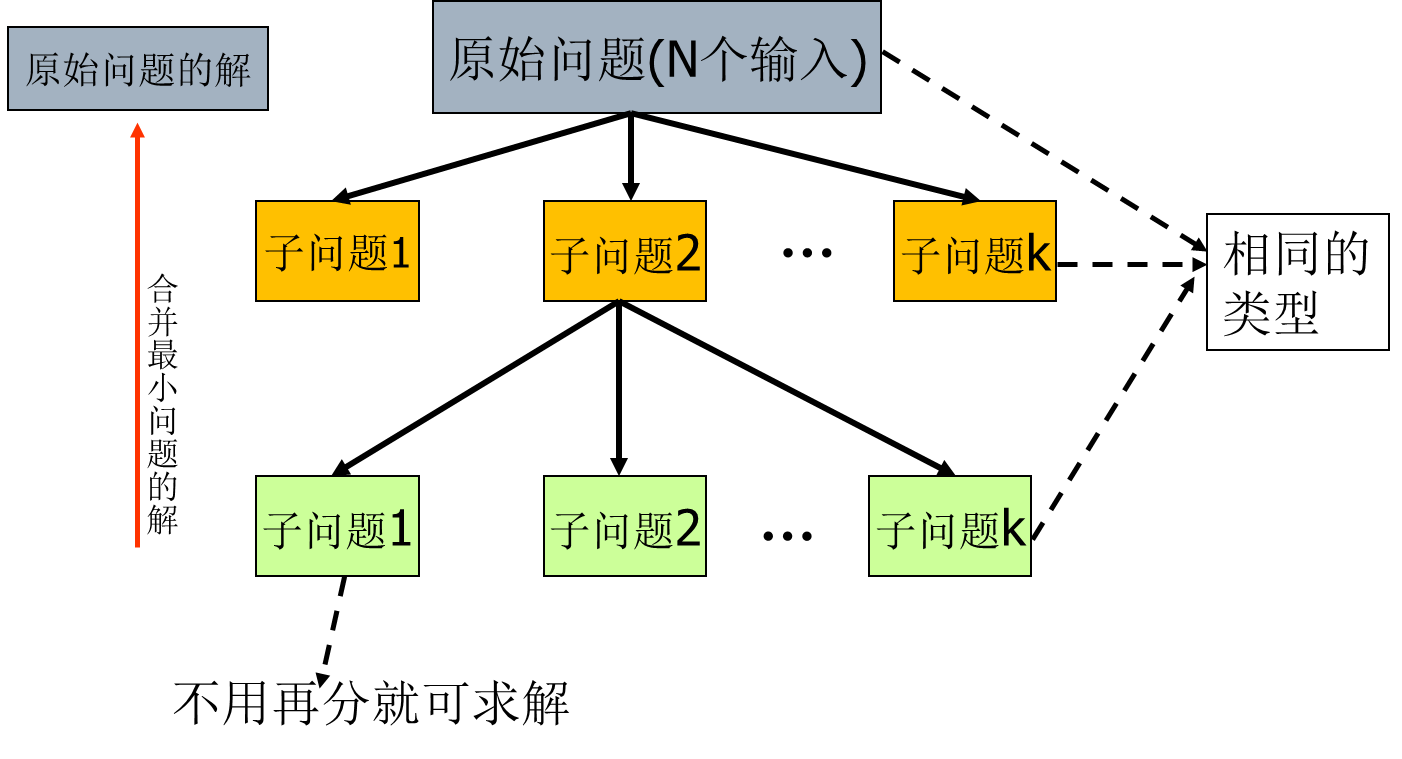 原始问题的解
原始问题(N个输入)
子问题1
子问题2
...
子问题k
相同的
类型
合并最小问题的解
子问题1
子问题2
...
子问题k
不用再分就可求解